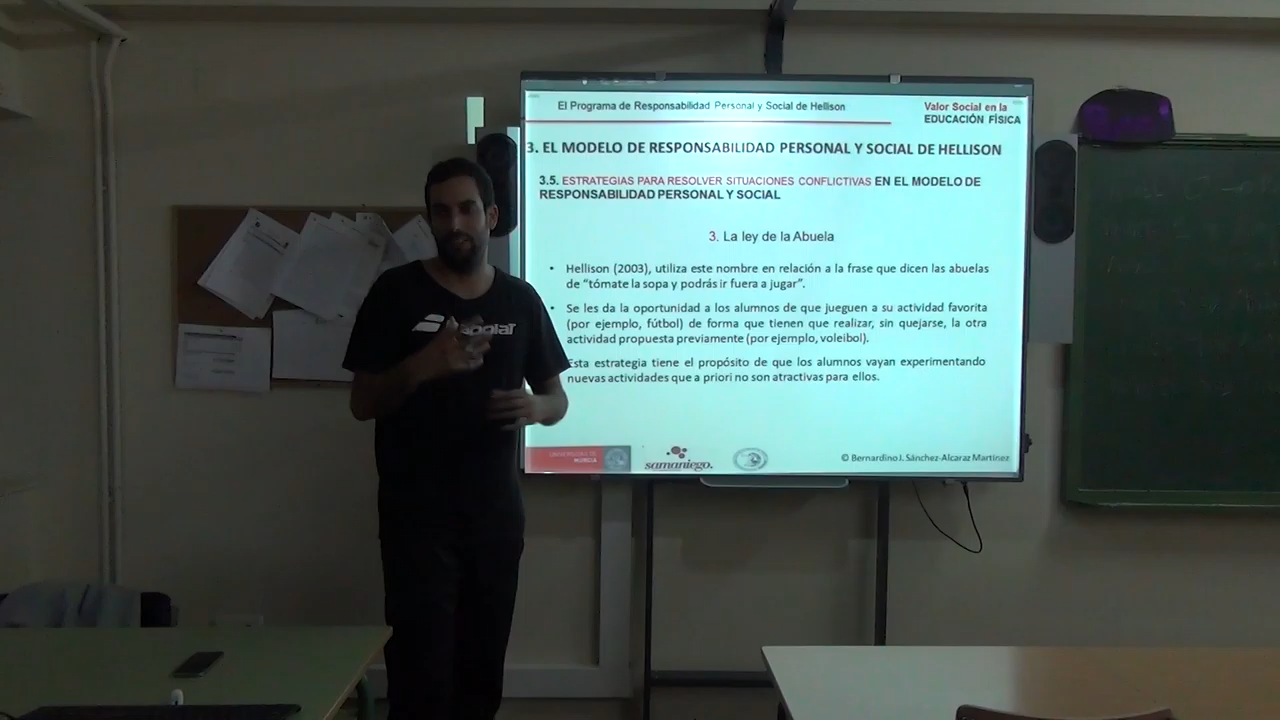 El Programa de Responsabilidad Personal y Social de Hellison
Valor Social en la
EDUCACIÓN FÍSICA
3. EL MODELO DE RESPONSABILIDAD PERSONAL Y SOCIAL DE HELLISON
3.5. ESTRATEGIAS PARA RESOLVER SITUACIONES CONFLICTIVAS EN EL MODELO DE
RESPONSABILIDAD PERSONAL Y SOCIAL
3. La ley de la Abuela
• Hellison (2003), utiliza este nombre en relación a la frase que dicen las abuelas
de “tómate la sopa y podrás ir fuera a jugar”.
• Se les da la oportunidad a los alumnos de que jueguen a su actividad favorita
(por ejemplo, fútbol) de forma que tienen que realizar, sin quejarse, la otra
actividad propuesta previamente (por ejemplo, voleibol).
Esta estrategia tiene el propósito de que los alumnos vayan experimentando
nuevas actividades que a priori no son atractivas para ellos.
UNIVERSIDAD DE
MURCIA
samaniego.
© Bernardino J. Sánchez-Alcaraz Martínez